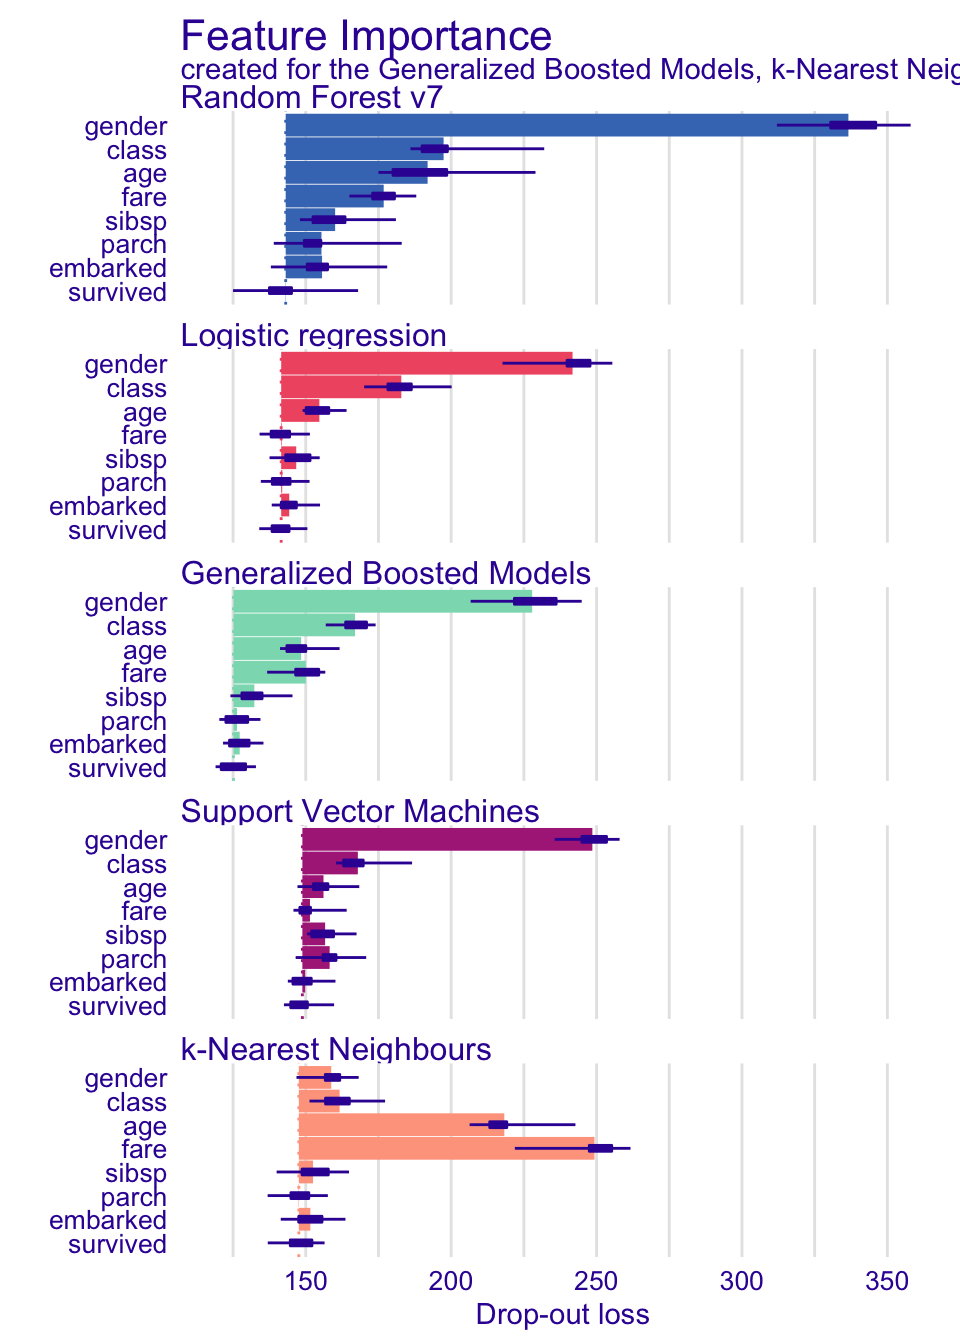 Feature Importance
created for the Generalized Boosted Models, k-Nearest Neig
Random Forest v7
gender
class
age
fare
sibsp
parch
embarked
survived
Logistic regression
gender
class
age
fare
sibsp
parch
embarked
survived
Generalized Boosted Models
gender
class
age
fare
sibsp
parch
embarked
survived
Support Vector Machines
gender
class
age
fare
sibsp
parch
embarked
survived
k-Nearest Neighbours
gender
class
age
fare
sibsp
parch
embarked
survived
150 200 250 300 350
Drop-out loss